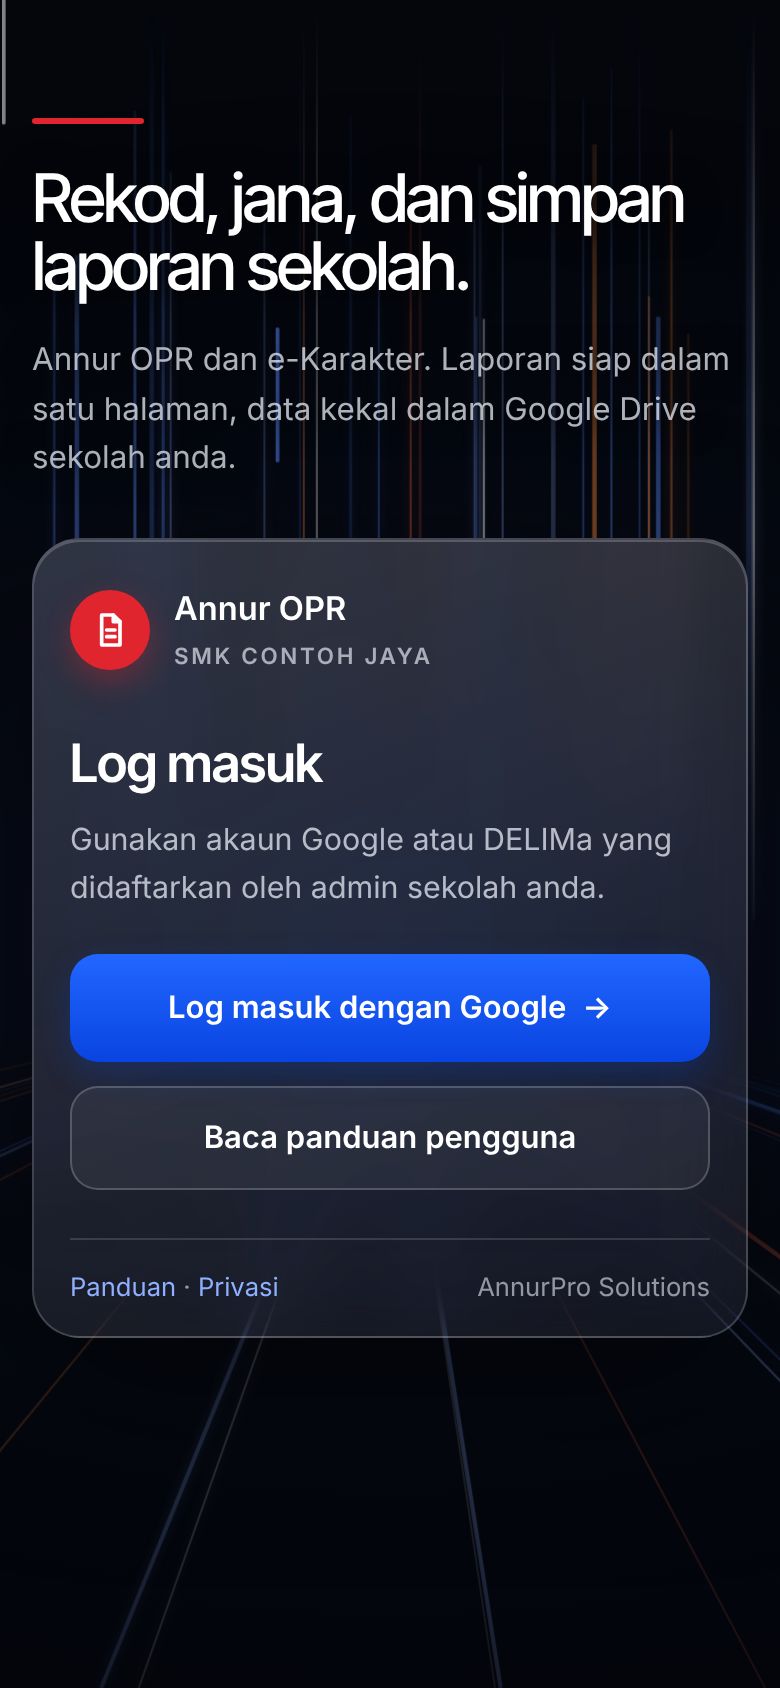 Rekod, jana, dan simpan
laporan sekolah.
Annur OPR dan e-Karakter. Laporan siap dalam
satu halaman, data kekal dalam Google Drive
sekolah anda.
Annur OPR
SMK CONTOH JAYA
Log masuk
Gunakan akaun Google atau DELIMa yang
didaftarkan oleh admin sekolah anda.
Log masuk dengan Google →
Baca panduan pengguna
Panduan · Privasi AnnurPro Solutions